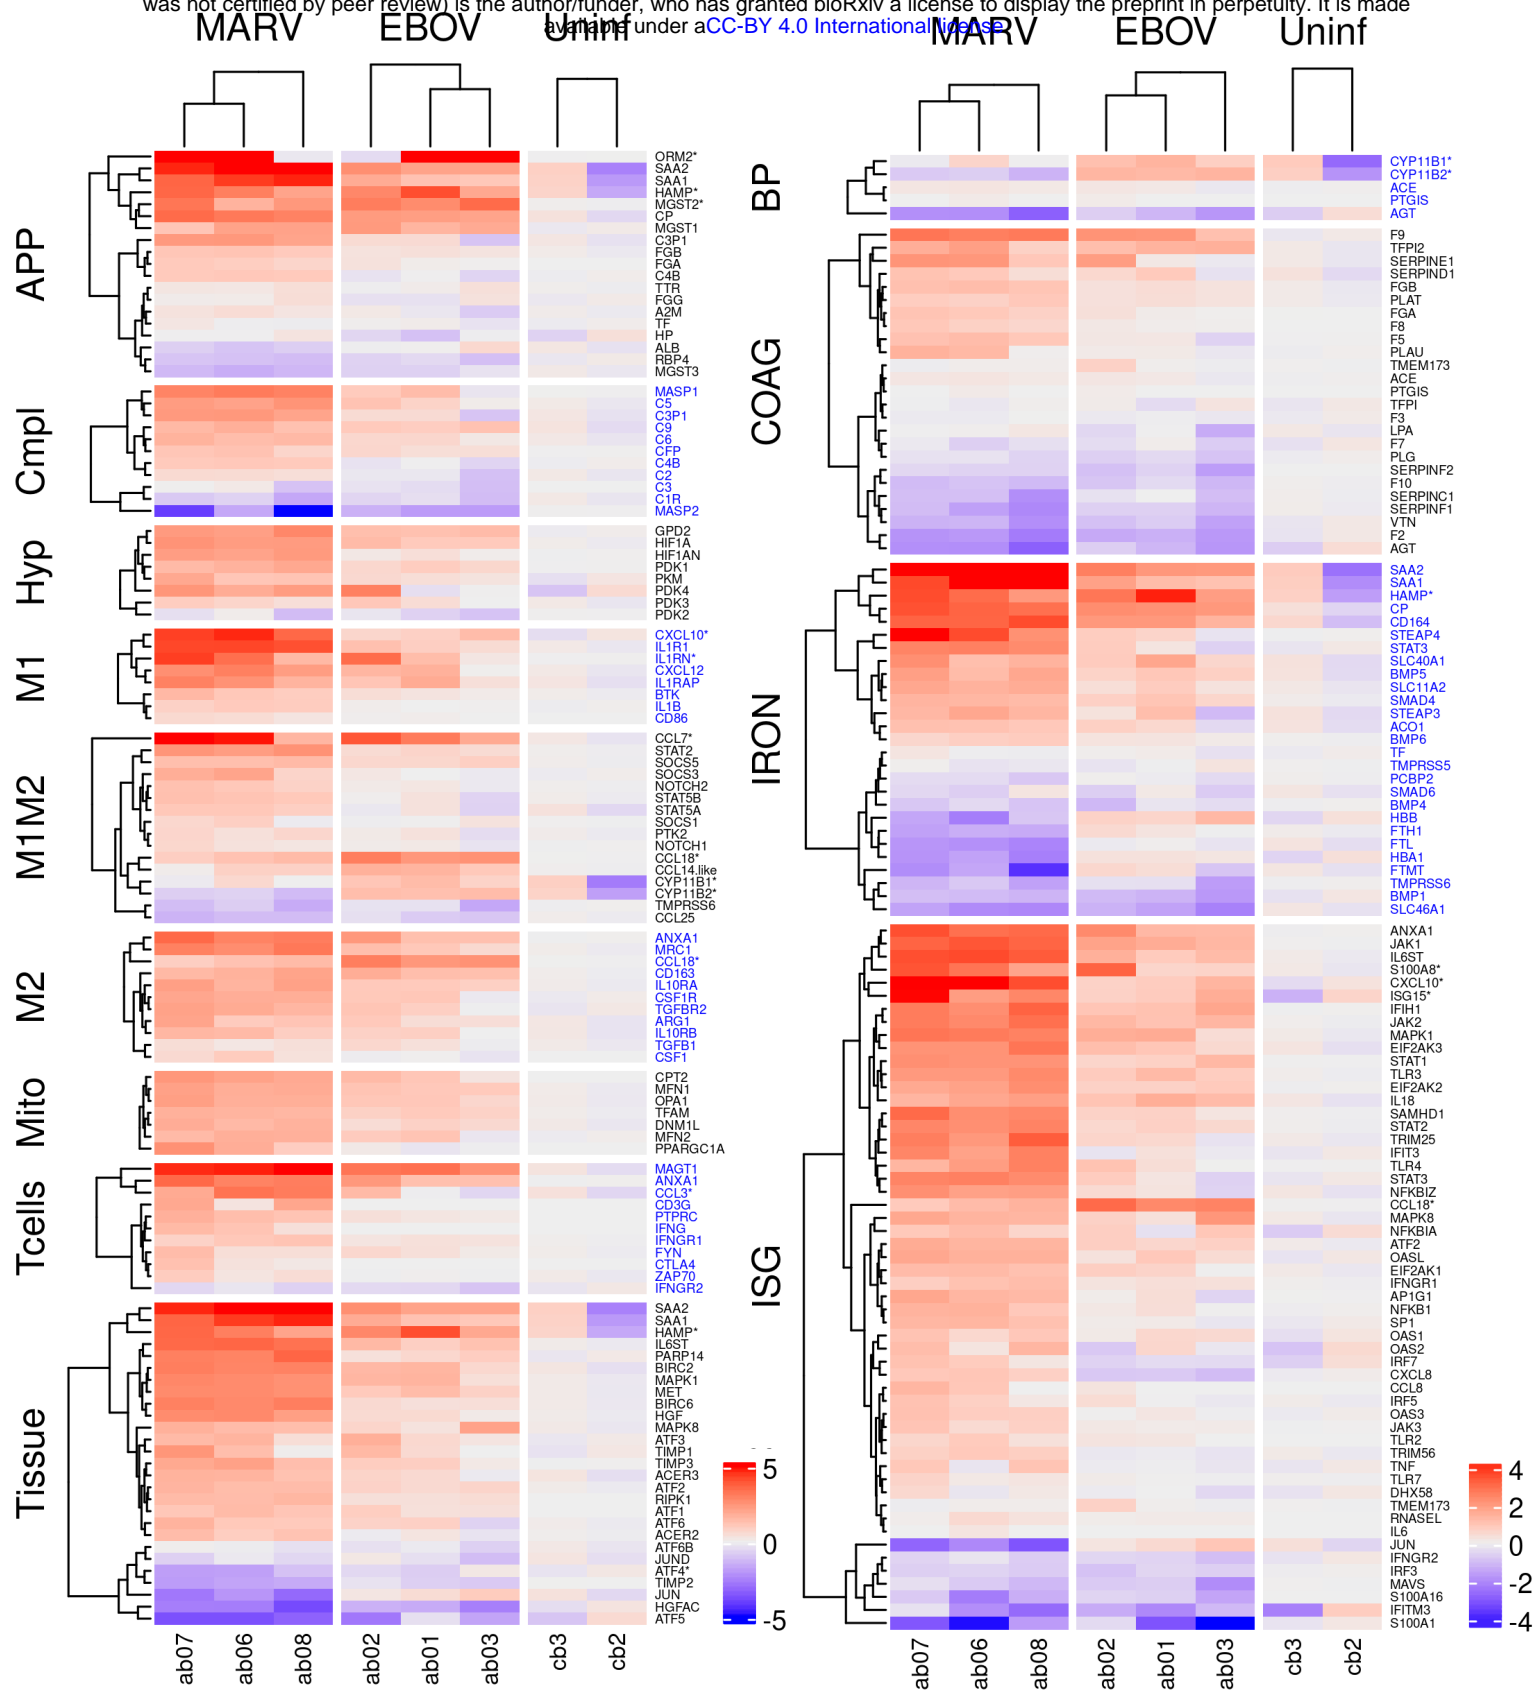 was not certified by peer review) is the author/funder, who has granted bioRxiv a license to display the preprint in perpetuity. It is made
available under aCC-BY 4.0 International license.
MARV EBOV Uninf
APP
ORM2*
SAA2
SAA1
HAMP*
MGST2*
CP
MGST1
C3P1
FGB
FGA
C4B
TTR
FGG
A2M
TF
HP
ALB
RBP4
MGST3
Cmpl
MASP1
C5
C3P1
C9
C6
CFP
C4B
C2
C3
C1R
MASP2
Hyp
GPD2
HIF1A
HIF1AN
PDK1
PKM
PDK4
PDK3
PDK2
M1
CXCL10*
IL1R1
IL1RN*
CXCL12
IL1RAP
BTK
IL1B
CD86
M1M2
CCL7*
STAT2
SOCS5
SOCS3
NOTCH2
STAT5B
STAT5A
SOCS1
PTK2
NOTCH1
CCL18*
CCL14.like
CYP11B1*
CYP11B2*
TMPRSS6
CCL25
M2
ANXA1
MRC1
CCL18*
CD163
IL10RA
CSF1R
TGFBR2
ARG1
IL10RB
TGFB1
CSF1
Mito
CPT2
MFN1
OPA1
TFAM
DNM1L
MFN2
PPARGC1A
Tcells
MAGT1
ANXA1
CCL3*
CD3G
PTPRC
IFNG
IFNGR1
FYN
CTLA4
ZAP70
IFNGR2
Tissue
SAA2
SAA1
HAMP*
IL6ST
PARP14
BIRC2
MAPK1
MET
BIRC6
HGF
MAPK8
ATF3
TIMP1
TIMP3
ACER3
ATF2
RIPK1
ATF1
ATF6
ACER2
ATF6B
JUND
ATF4*
TIMP2
JUN
HGFAC
ATF5
ab07 ab06 ab08 ab02 ab01 ab03 cb3 cb2
5
0
-5
MARV EBOV Uninf
BP
CYP11B1*
CYP11B2*
ACE
PTGIS
AGT
COAG
F9
TFPI2
SERPINE1
SERPIND1
FGB
PLAT
FGA
F8
F5
PLAU
TMEM173
ACE
PTGIS
TFPI
F3
LPA
F7
PLG
SERPINF2
F10
SERPINC1
SERPINF1
VTN
F2
AGT
IRON
SAA2
SAA1
HAMP*
CP
CD164
STEAP4
STAT3
SLC40A1
BMP5
SLC11A2
SMAD4
STEAP3
ACO1
BMP6
TF
TMPRSS5
PCBP2
SMAD6
BMP4
HBB
FTH1
FTL
HBA1
FTMT
TMPRSS6
BMP1
SLC46A1
ISG
ANXA1
JAK1
IL6ST
S100A8*
CXCL10*
ISG15*
IFIH1
JAK2
MAPK1
EIF2AK3
STAT1
TLR3
EIF2AK2
IL18
SAMHD1
STAT2
TRIM25
IFIT3
TLR4
STAT3
NFKBIZ
CCL18*
MAPK8
NFKBIA
ATF2
OASL
EIF2AK1
IFNGR1
AP1G1
NFKB1
SP1
OAS1
OAS2
IRF7
CXCL8
CCL8
IRF5
OAS3
JAK3
TLR2
TRIM56
TNF
TLR7
DHX58
TMEM173
RNASEL
IL6
JUN
IFNGR2
IRF3
MAVS
S100A16
IFITM3
S100A1
ab07 ab06 ab08 ab02 ab01 ab03 cb3 cb2
4
2
0
-2
-4